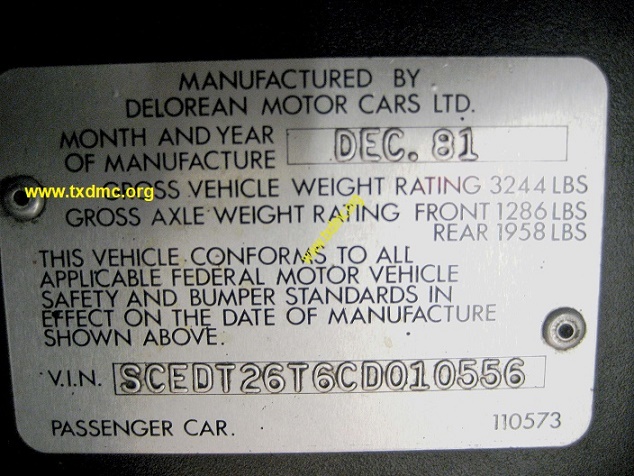 MANUFACTURED BY
DELOREAN MOTOR CARS LTD.
MONTH AND YEAR
OF MANUFACTURE
DEC. 81
www.txdmc.org
GROSS VEHICLE WEIGHT RATING 3244 LBS
GROSS AXLE WEIGHT RATING FRONT 1286 LBS
REAR 1958 LBS
THIS VEHICLE CONFORMS TO ALL
APPLICABLE FEDERAL MOTOR VEHICLE
SAFETY AND BUMPER STANDARDS IN
EFFECT ON THE DATE OF MANUFACTURE
SHOWN ABOVE.
V.I.N. SCEDT26T6CD010556
PASSENGER CAR. 110573